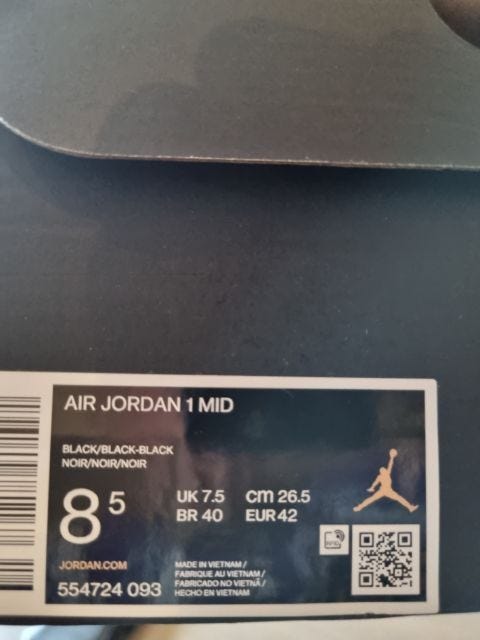 AIR JORDAN 1 MID
BLACK/BLACK-BLACK
NOIR/NOIR/NOIR
8 5
UK 7.5 cm 26.5
BR 40 EUR 42
JORDAN.COM
554724 093
MADE IN VIETNAM /
FABRIQUE AU VIETNAM /
FABRICADO NO VIETNÃ /
HECHO EN VIETNAM